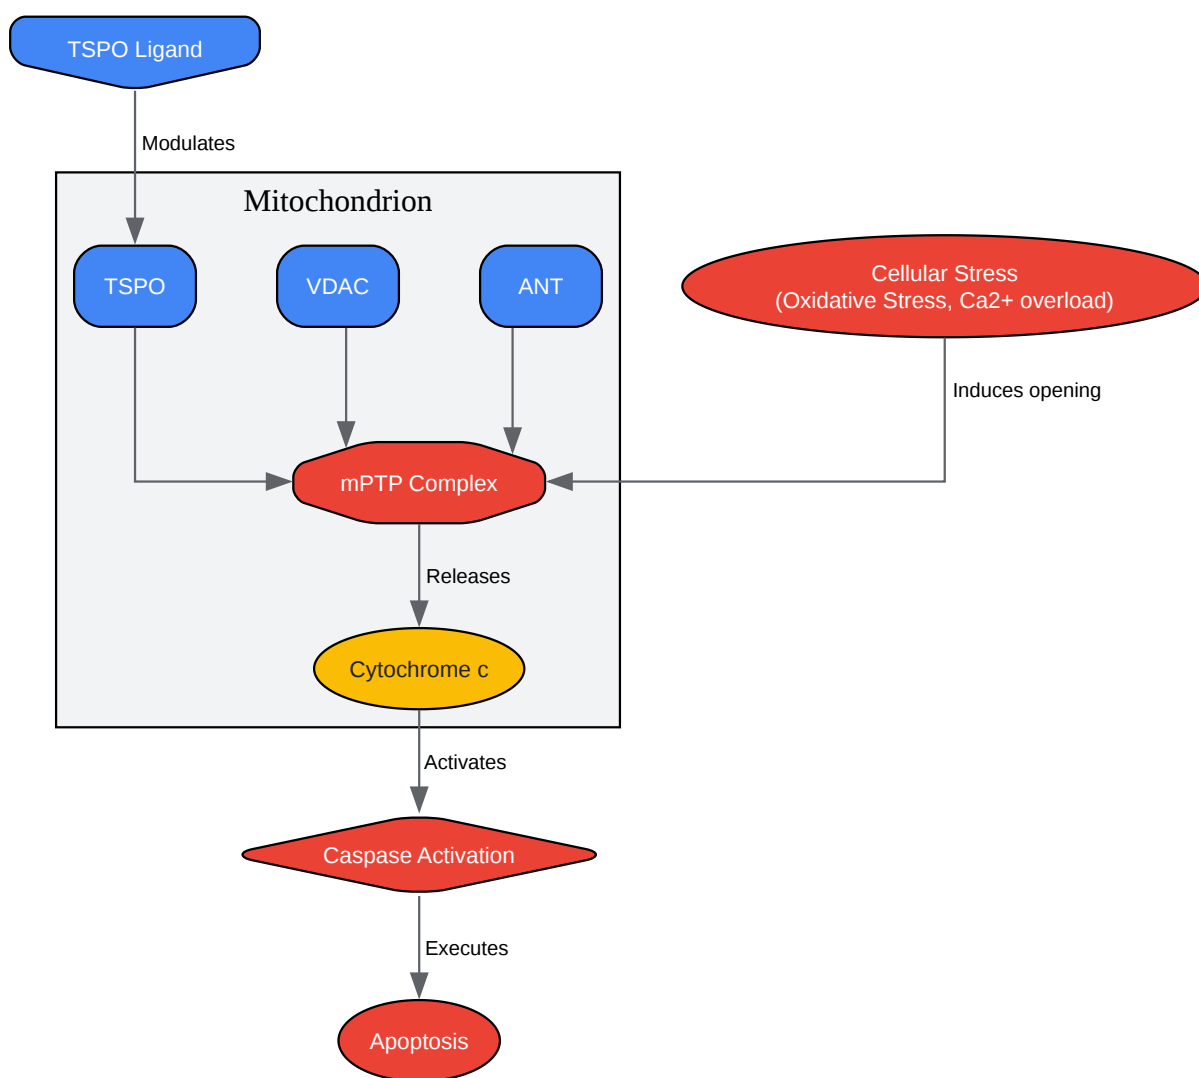 TSPO Ligand
Modulates
Mitochondrion
TSPO
VDAC
ANT
Cellular Stress
(Oxidative Stress, Ca2+ overload)
Induces opening
mPTP Complex
Releases
Cytochrome c
Activates
Caspase Activation
Executes
Apoptosis